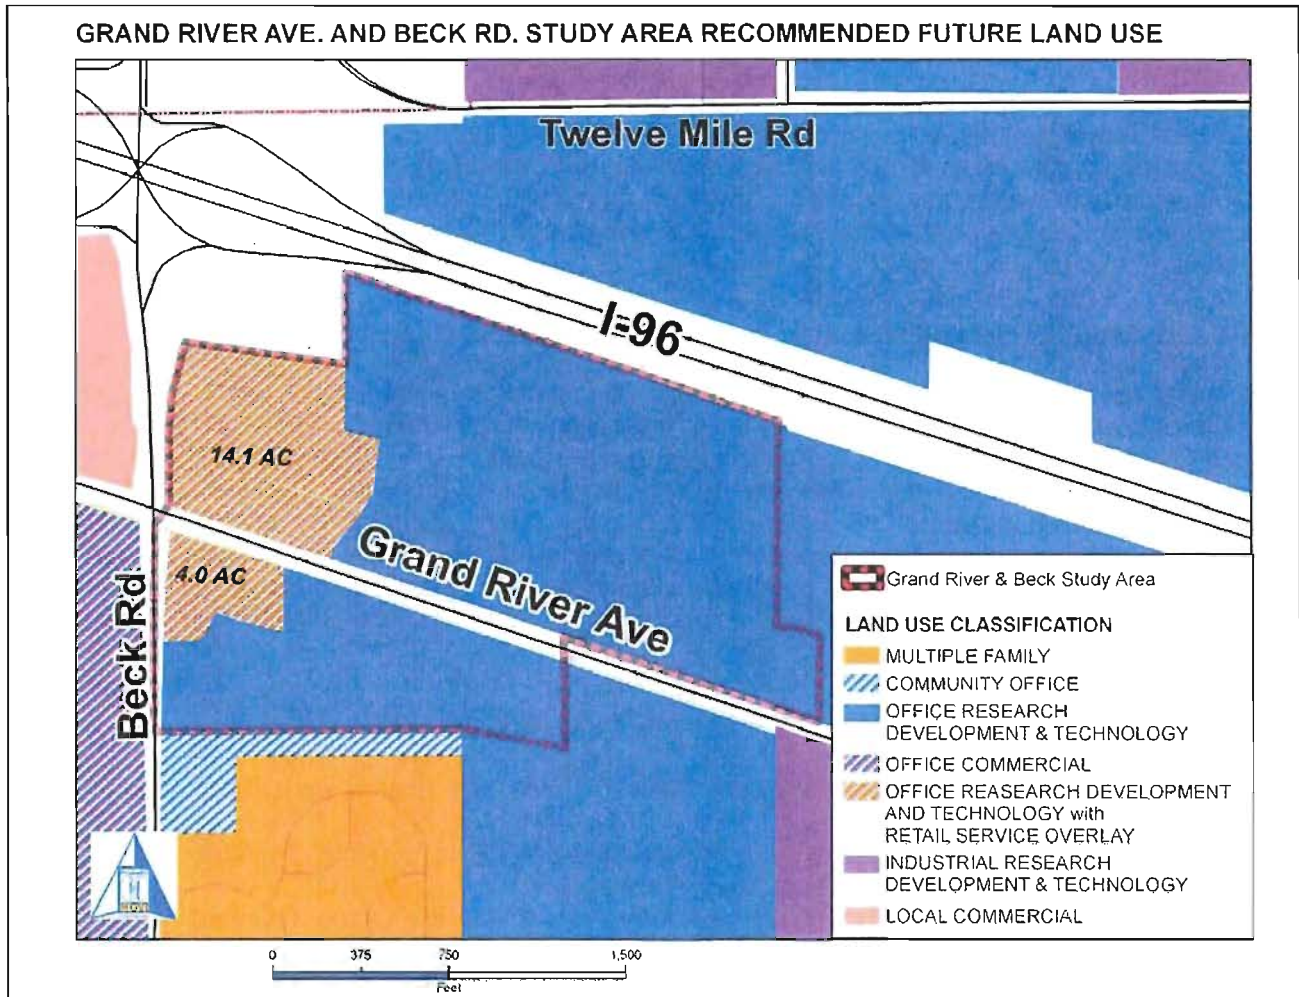 GRAND RIVER AVE. AND BECK RD. STUDY AREA RECOMMENDED FUTURE LAND USE
Twelve Mile Rd
I-96
14.1 AC
Grand River Ave
4.0 AC
Beck Rd
Grand River & Beck Study Area
LAND USE CLASSIFICATION
MULTIPLE FAMILY
COMMUNITY OFFICE
OFFICE RESEARCH
DEVELOPMENT & TECHNOLOGY
OFFICE COMMERCIAL
OFFICE REASEARCH DEVELOPMENT
AND TECHNOLOGY with
RETAIL SERVICE OVERLAY
INDUSTRIAL RESEARCH
DEVELOPMENT & TECHNOLOGY
LOCAL COMMERCIAL
0 375 750 1,500
Feet